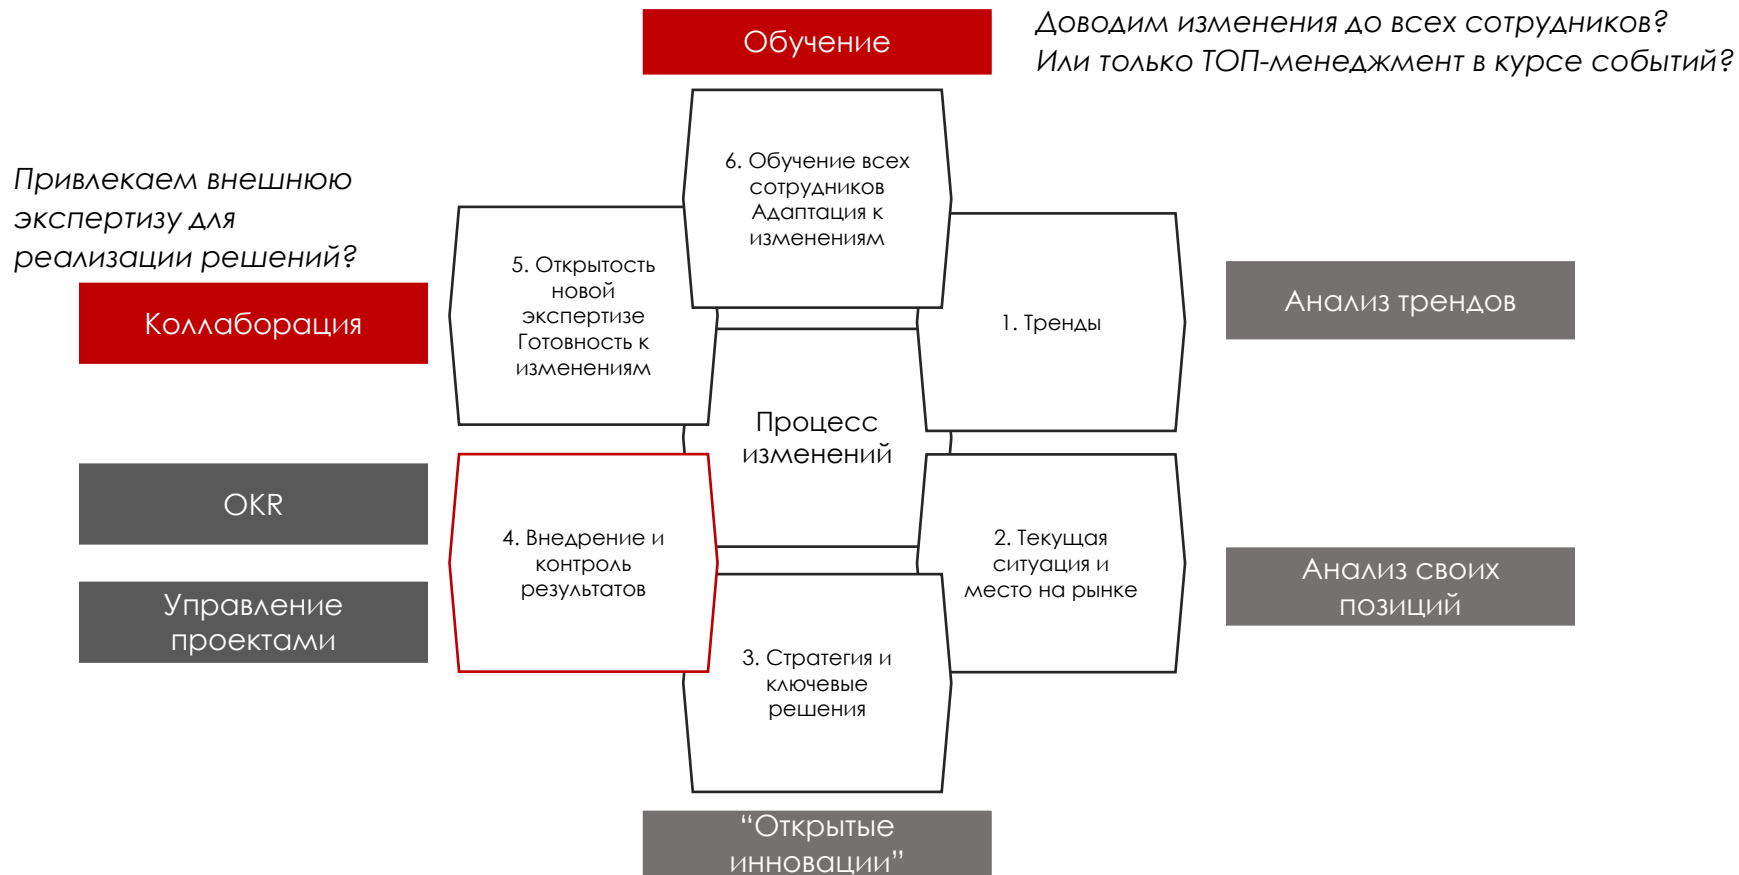 Обучение
Доводим изменения до всех сотрудников?
Или только ТОП-менеджмент в курсе событий?
6. Обучение всех
сотрудников
Адаптация к
изменениям
Привлекаем внешнюю
экспертизу для
реализации решений?
Коллаборация
5. Открытость
новой
экспертизе
Готовность к
изменениям
1. Тренды
Анализ трендов
Процесс
изменений
OKR
Управление
проектами
4. Внедрение и
контроль
результатов
2. Текущая
ситуация и
место на рынке
Анализ своих
позиций
3. Стратегия и
ключевые
решения
“Открытые
инновации”